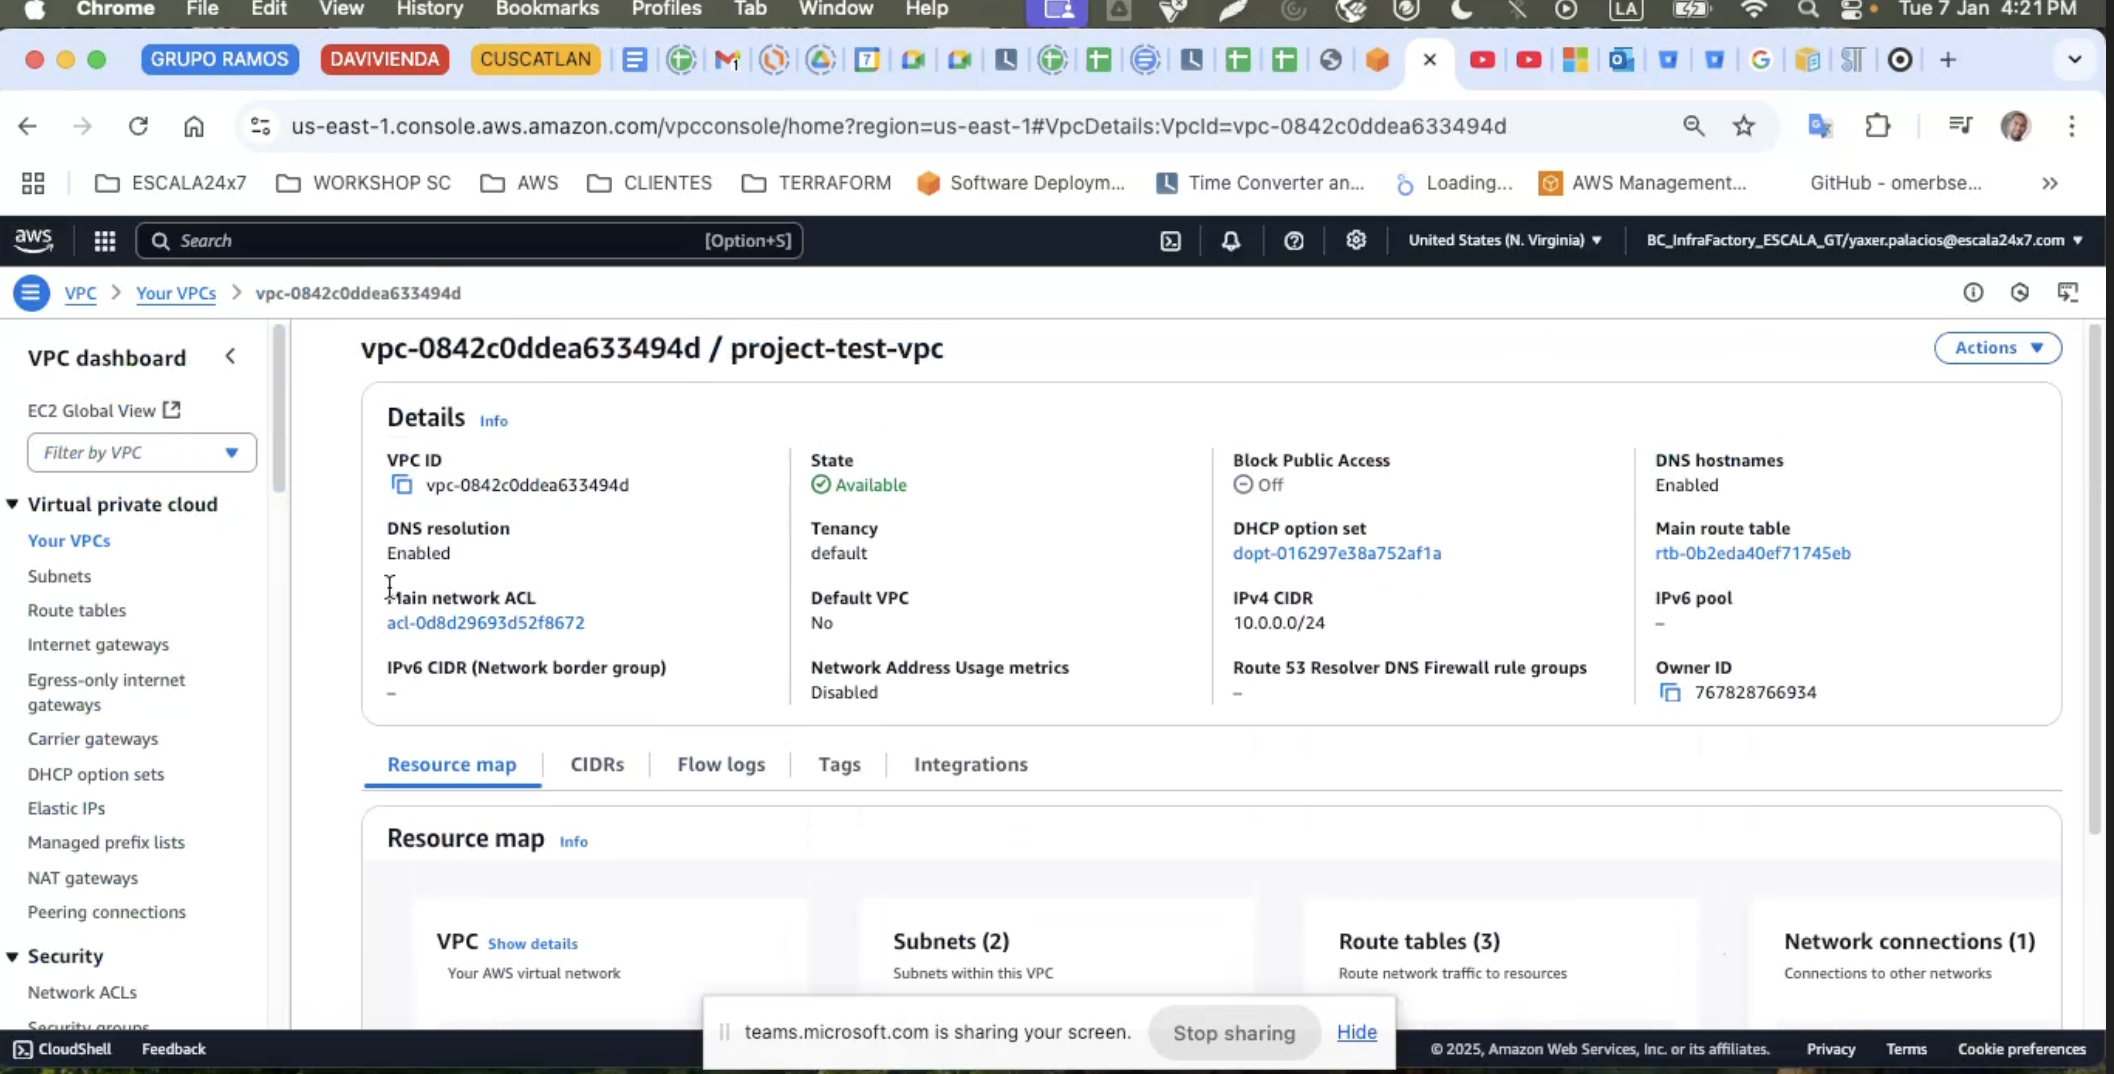 Chrome File Edit View History Bookmarks Profiles Tab Window Help LA Tue 7 Jan 4:21 PM
GRUPO RAMOS DAVIVIENDA CUSCATLAN
us-east-1.console.aws.amazon.com/vpcconsole/home?region=us-east-1#VpcDetails:VpcId=vpc-0842c0ddea633494d
ESCALA24x7 WORKSHOP SC AWS CLIENTES TERRAFORM Software Deploym... Time Converter an... Loading... AWS Management... GitHub - omerbse...
aws Search [Option+S] United States (N. Virginia) BC_InfraFactory_ESCALA_GT/yaxer.palacios@escala24x7.com
VPC Your VPCs vpc-0842c0ddea633494d
VPC dashboard
EC2 Global View
Filter by VPC
Virtual private cloud
Your VPCs
Subnets
Route tables
Internet gateways
Egress-only internet
gateways
Carrier gateways
DHCP option sets
Elastic IPs
Managed prefix lists
NAT gateways
Peering connections
Security
Network ACLs
Security groups
vpc-0842c0ddea633494d / project-test-vpc
Actions
Details Info
VPC ID
vpc-0842c0ddea633494d
State
Available
Block Public Access
Off
DNS hostnames
Enabled
DNS resolution
Enabled
Tenancy
default
DHCP option set
dopt-016297e38a752af1a
Main route table
rtb-0b2eda40ef71745eb
Main network ACL
acl-0d8d29693d52f8672
Default VPC
No
IPv4 CIDR
10.0.0.0/24
IPv6 pool
–
IPv6 CIDR (Network border group)
–
Network Address Usage metrics
Disabled
Route 53 Resolver DNS Firewall rule groups
–
Owner ID
767828766934
Resource map CIDRs Flow logs Tags Integrations
Resource map Info
VPC Show details
Your AWS virtual network
Subnets (2)
Subnets within this VPC
Route tables (3)
Route network traffic to resources
Network connections (1)
Connections to other networks
teams.microsoft.com is sharing your screen. Stop sharing Hide
CloudShell Feedback © 2025, Amazon Web Services, Inc. or its affiliates. Privacy Terms Cookie preferences